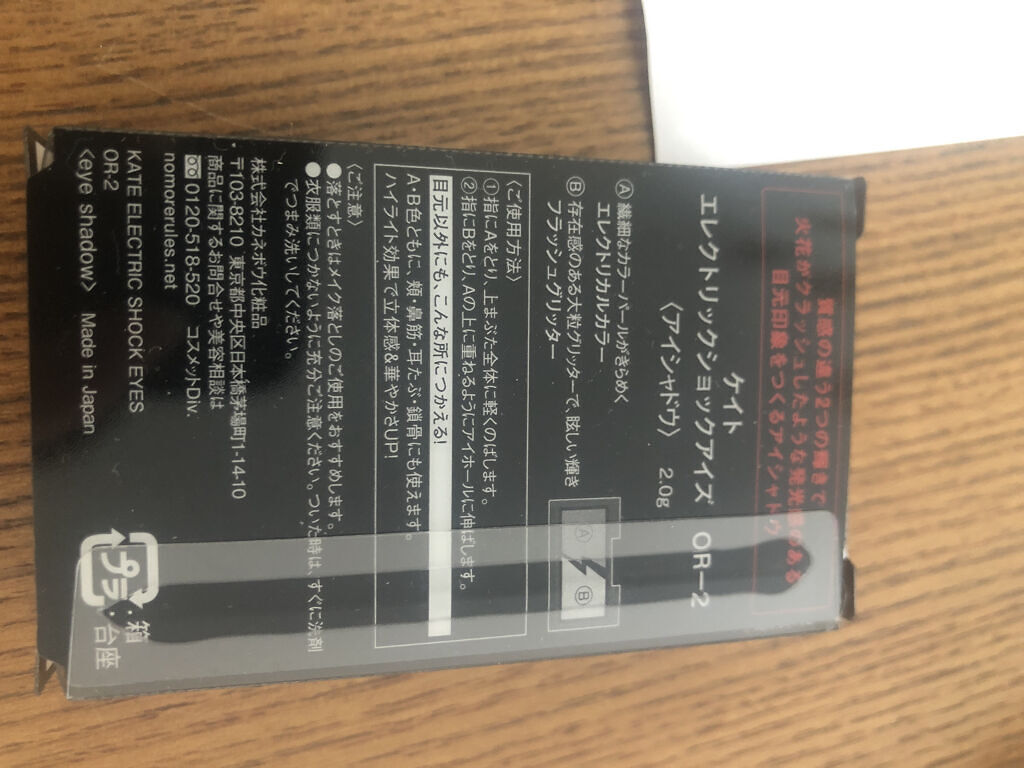 質感の違う2つの輝きで
火花がクラッシュしたような発光感のある
目元印象をつくるアイシャドウ
ケイト
エレクトリックショックアイズ OR-2
〈アイシャドウ〉 2.0g
Ⓐ 繊細なカラーパールがきらめく
エレクトリカルカラー
Ⓑ 存在感のある大粒グリッターで、眩しい輝き
フラッシュグリッター
Ⓐ
Ⓑ
〈ご使用方法〉
① 指にAをとり、上まぶた全体に軽くのばします。
② 指にBをとり、Aの上に重ねるようにアイホールに伸ばします。
目元以外にも、こんな所につかえる!
A・B色ともに、頬・鼻筋・耳たぶ・鎖骨にも使えます。
ハイライト効果で立体感&華やかさUP!
〈ご注意〉
●落とすときはメイク落としのご使用をおすすめします。
●衣服類につかないように充分ご注意ください。ついた時は、すぐに洗剤
でつまみ洗いしてください。
株式会社カネボウ化粧品
〒103-8210 東京都中央区日本橋茅場町1-14-10
商品に関するお問合せや美容相談は
0120-518-520 コスメットDiv.
nomorerules.net
KATE ELECTRIC SHOCK EYES
OR-2
<eye shadow> Made in Japan
プラ・箱
台座